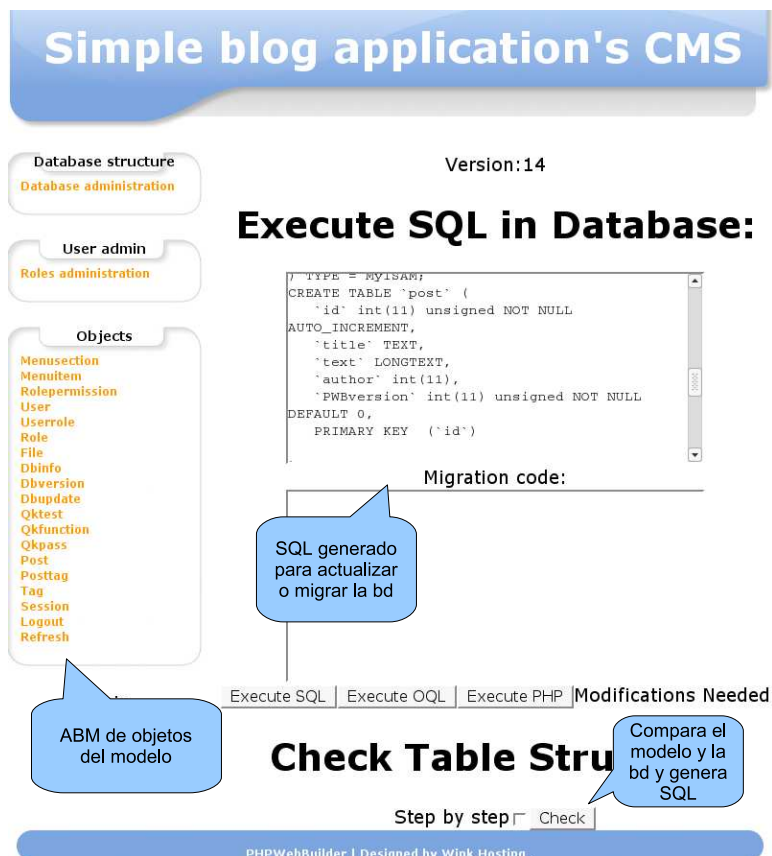 Simple blog application's CMS
Database structure
Database administration
User admin
Roles administration
Objects
Menusection
Menuitem
Rolepermission
User
Userrole
Role
File
Dbinfo
Dbversion
Dbupdate
Qktest
Qkfunction
Qkpass
Post
Posttag
Tag
Session
Logout
Refresh
ABM de objetos
del modelo
Version:14
Execute SQL in Database:
) TYPE = MyISAM;
CREATE TABLE `post` (
`id` int(11) unsigned NOT NULL
AUTO_INCREMENT,
`title` TEXT,
`text` LONGTEXT,
`author` int(11),
`PWBversion` int(11) unsigned NOT NULL
DEFAULT 0,
PRIMARY KEY (`id`)
Migration code:
SQL generado
para actualizar
o migrar la bd
Execute SQL Execute OQL Execute PHP Modifications Needed
Check Table Stru
Compara el
modelo y la
bd y genera
SQL
Step by step Check
PHPWebBuilder | Designed by Wink Hosting